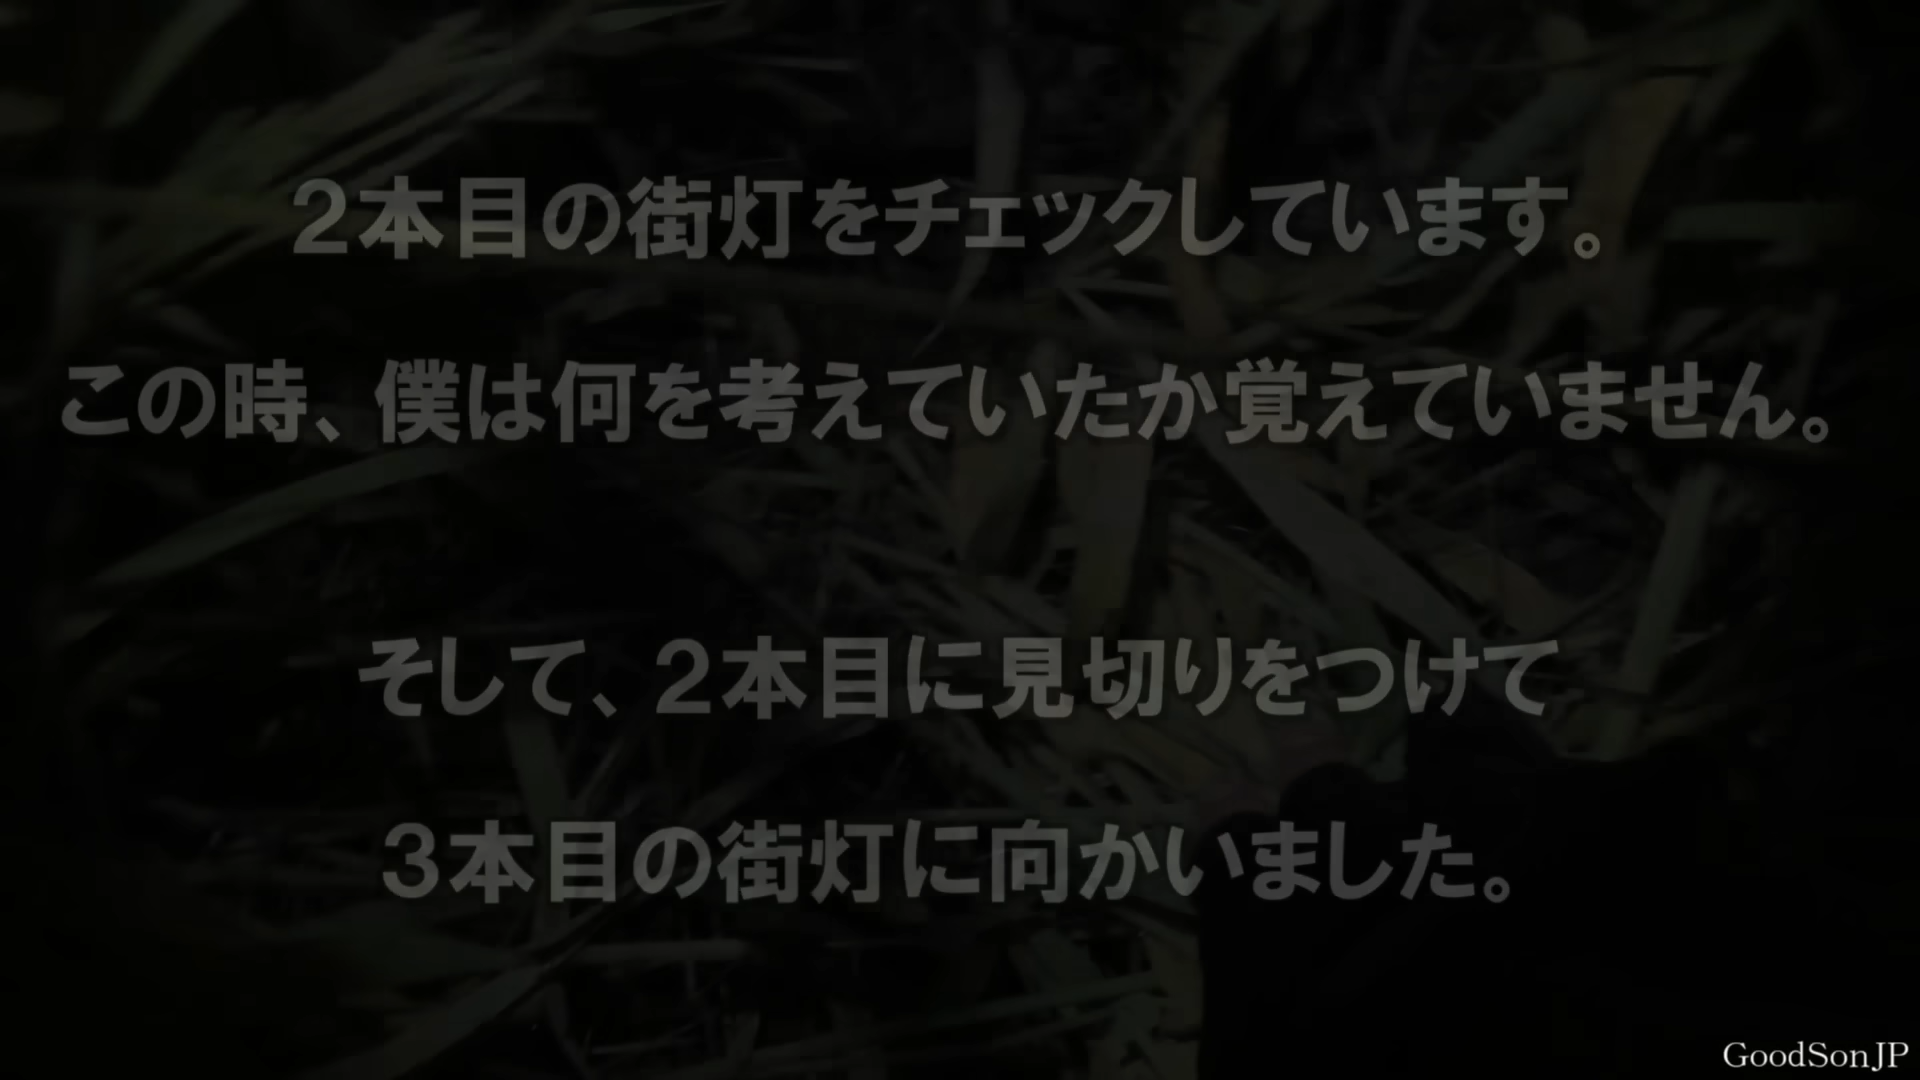 ２本目の街灯をチェックしています。
この時、僕は何を考えていたか覚えていません。
そして、２本目に見切りをつけて
３本目の街灯に向かいました。
GoodSonJP